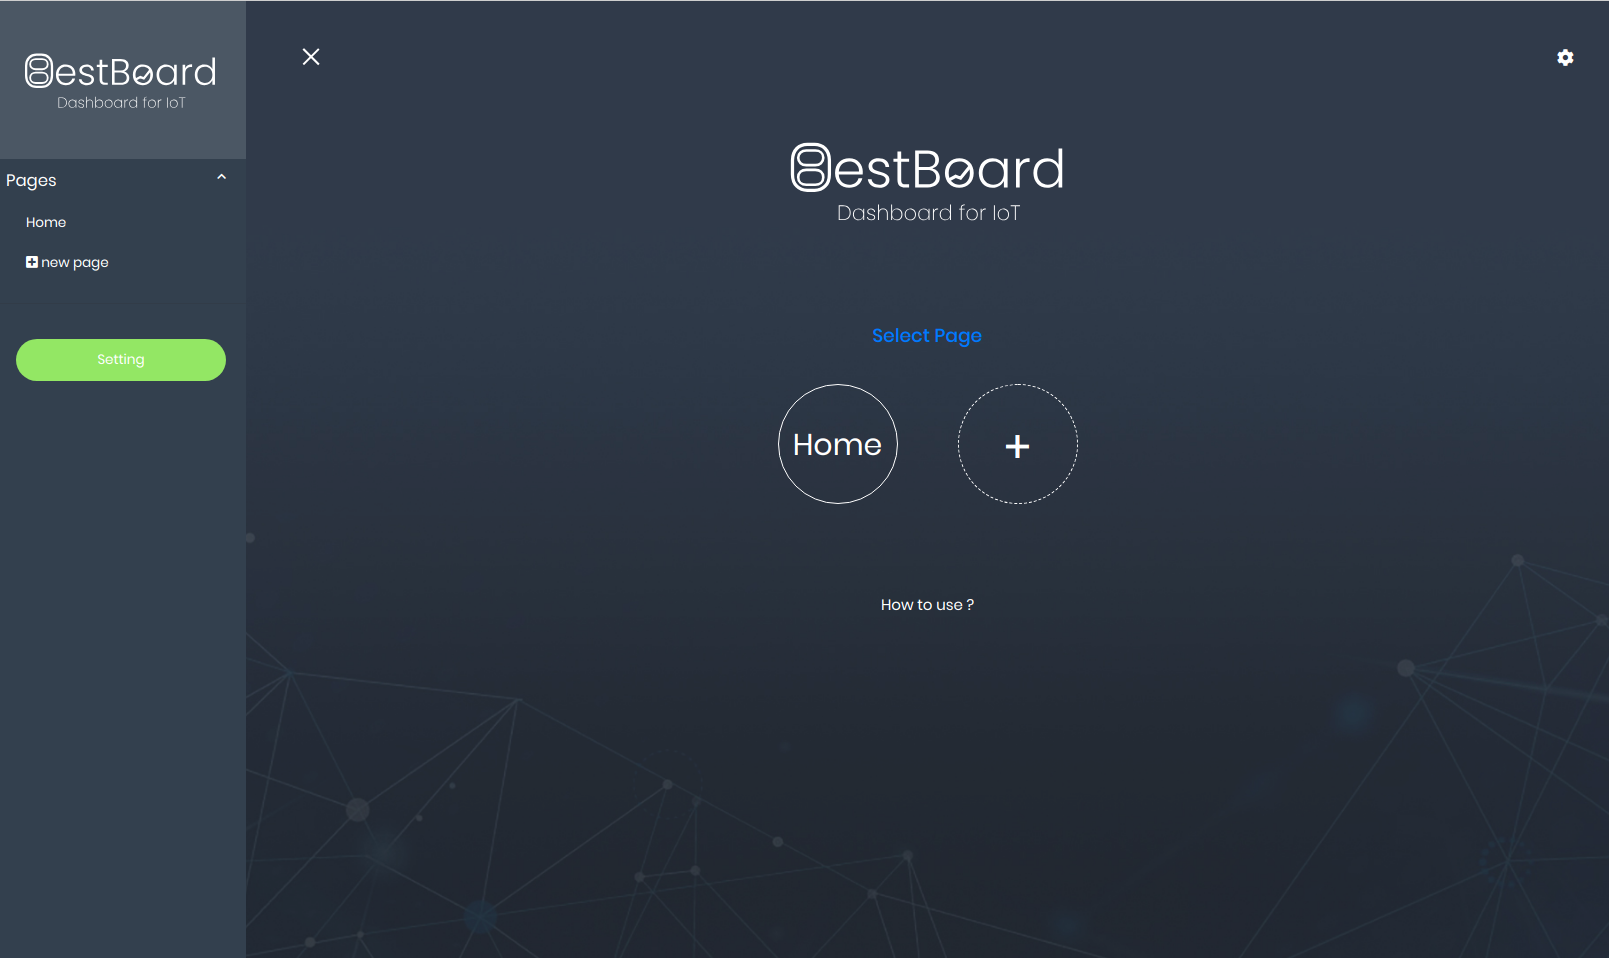 BestBoard
Dashboard for IoT
Pages
Home
new page
Setting
BestBoard
Dashboard for IoT
Select Page
Home
+
How to use ?